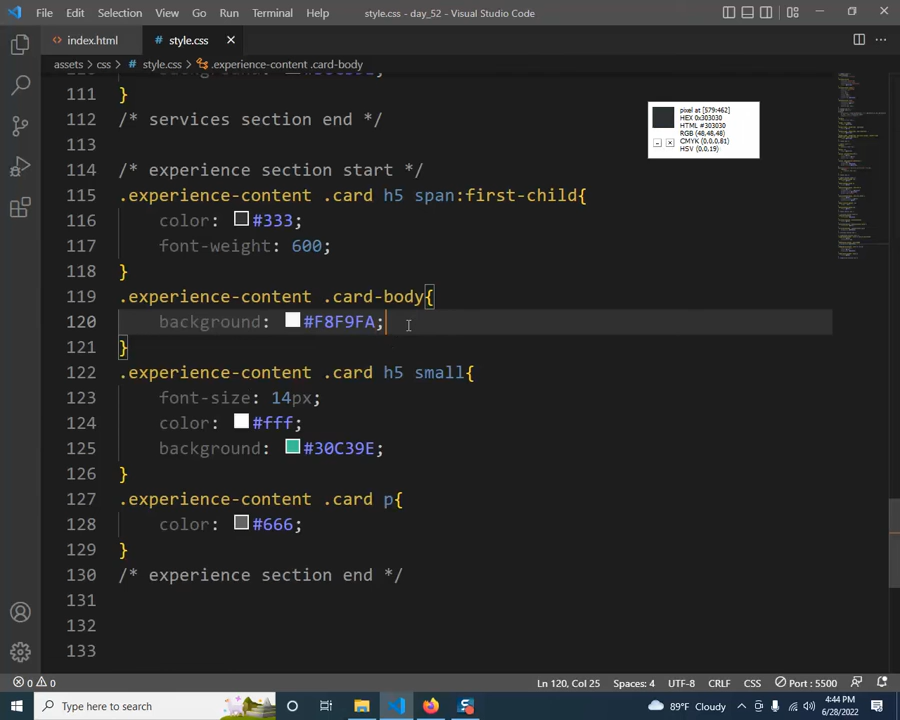 File Edit Selection View Go Run Terminal Help style.css - day_52 - Visual Studio Code
index.html style.css
assets > css > style.css > .experience-content .card-body
111 }
112 /* services section end */
113
114 /* experience section start */
115 .experience-content .card h5 span:first-child{
116 color: #333;
117 font-weight: 600;
118 }
119 .experience-content .card-body{
120 background: #F8F9FA;
121 }
122 .experience-content .card h5 small{
123 font-size: 14px;
124 color: #fff;
125 background: #30C39E;
126 }
127 .experience-content .card p{
128 color: #666;
129 }
130 /* experience section end */
131
132
133
pixel at [579:462]
HEX 0x303030
HTML #303030
RGB (48,48,48)
CMYK (0,0,0,0.81)
HSV (0,0,19)
0 0 Ln 120, Col 25 Spaces: 4 UTF-8 CRLF CSS Port : 5500
Type here to search 89°F Cloudy 4:44 PM
6/28/2022